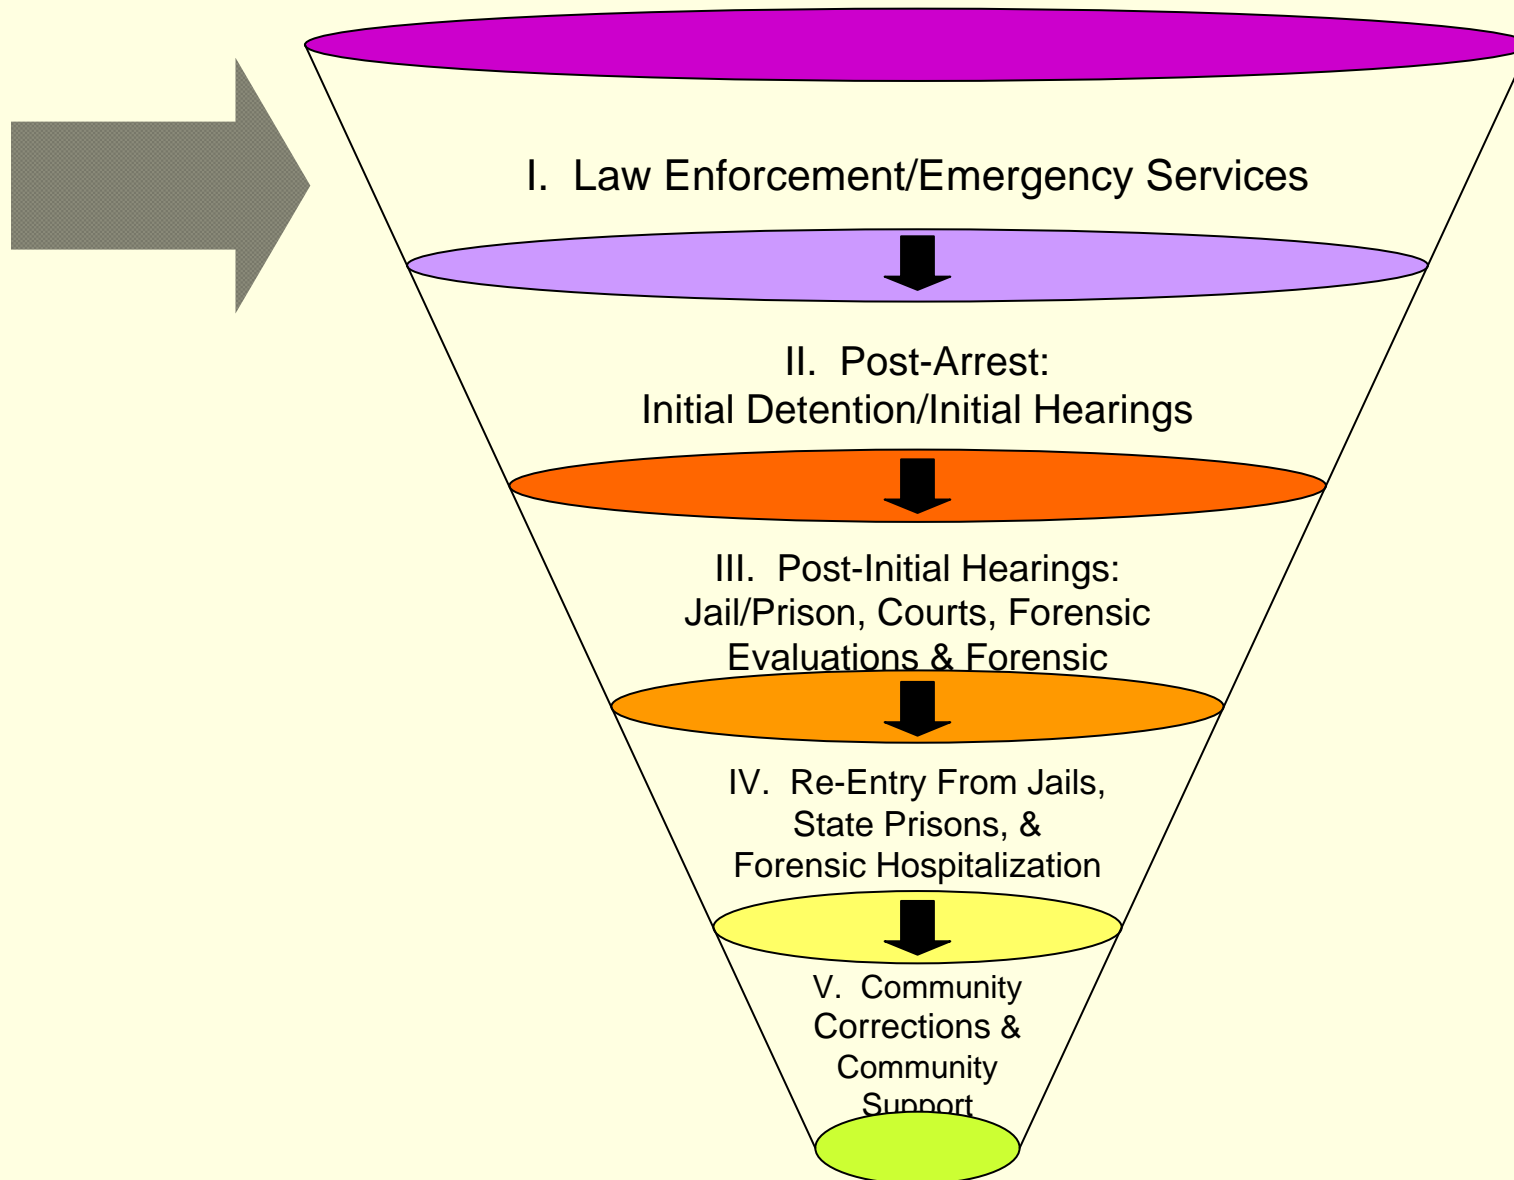 I. Law Enforcement/Emergency Services
II. Post-Arrest:
Initial Detention/Initial Hearings
III. Post-Initial Hearings:
Jail/Prison, Courts, Forensic
Evaluations & Forensic
IV. Re-Entry From Jails,
State Prisons, &
Forensic Hospitalization
V. Community
Corrections &
Community
Support